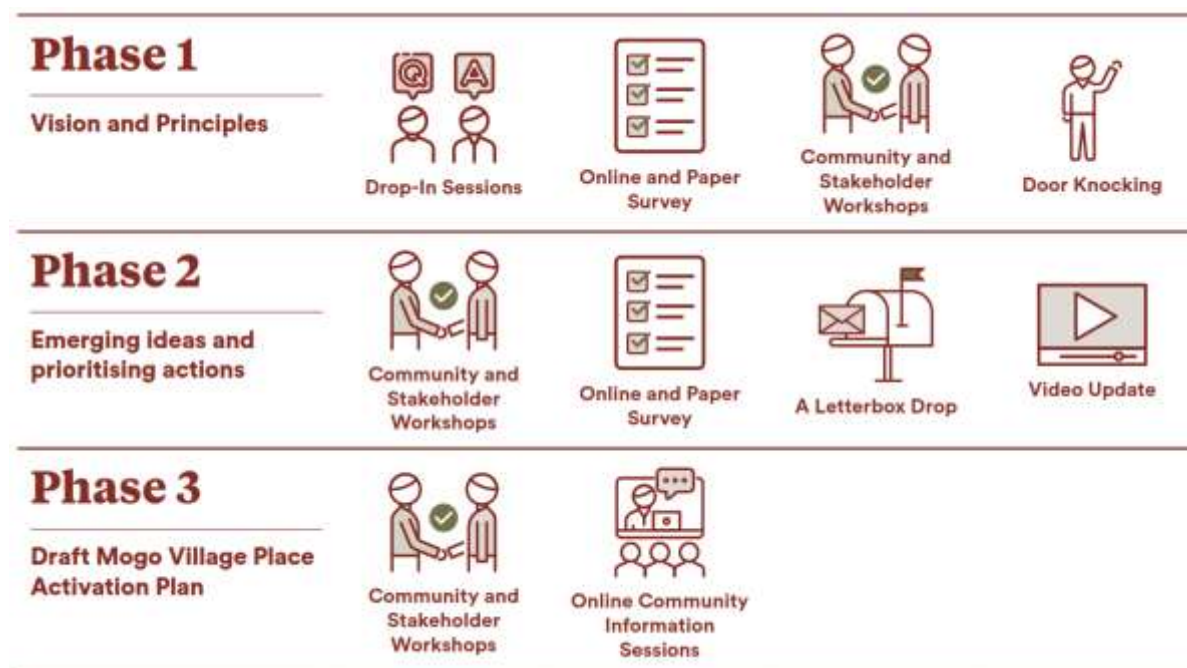 Phase 1
Vision and Principles
Q A
Drop-In Sessions
Online and Paper
Survey
Community and
Stakeholder
Workshops
Door Knocking
Phase 2
Emerging ideas and
prioritising actions
Community and
Stakeholder
Workshops
Online and Paper
Survey
A Letterbox Drop
Video Update
Phase 3
Draft Mogo Village Place
Activation Plan
Community and
Stakeholder
Workshops
Online Community
Information
Sessions